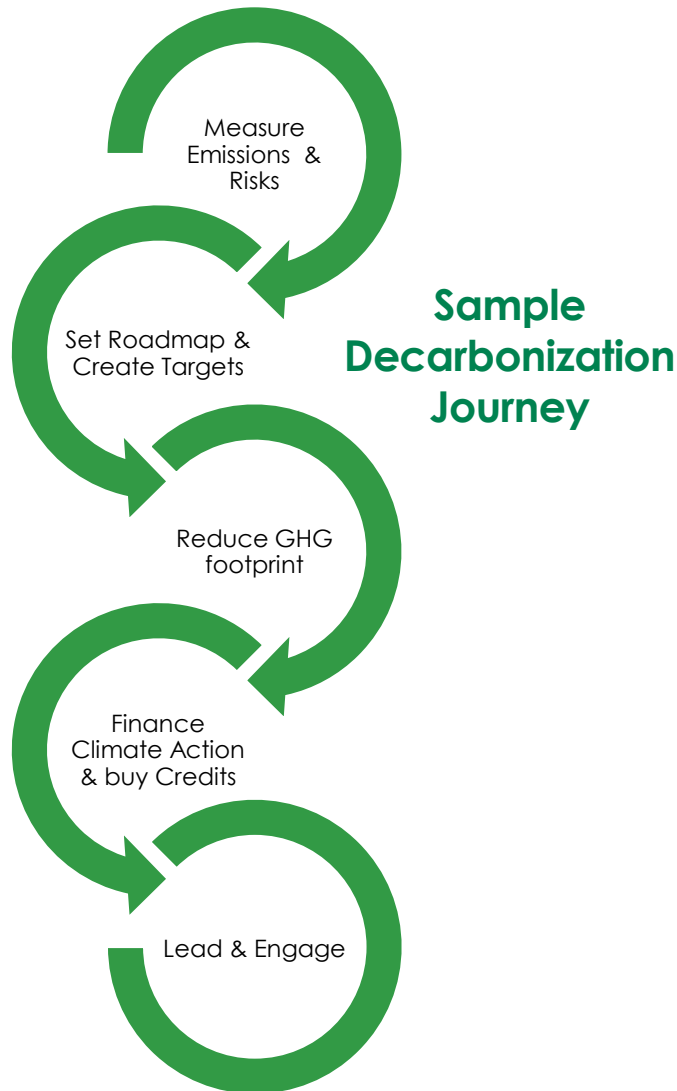 Measure
Emissions &
Risks
Sample
Decarbonization
Journey
Set Roadmap &
Create Targets
Reduce GHG
footprint
Finance
Climate Action
& buy Credits
Lead & Engage